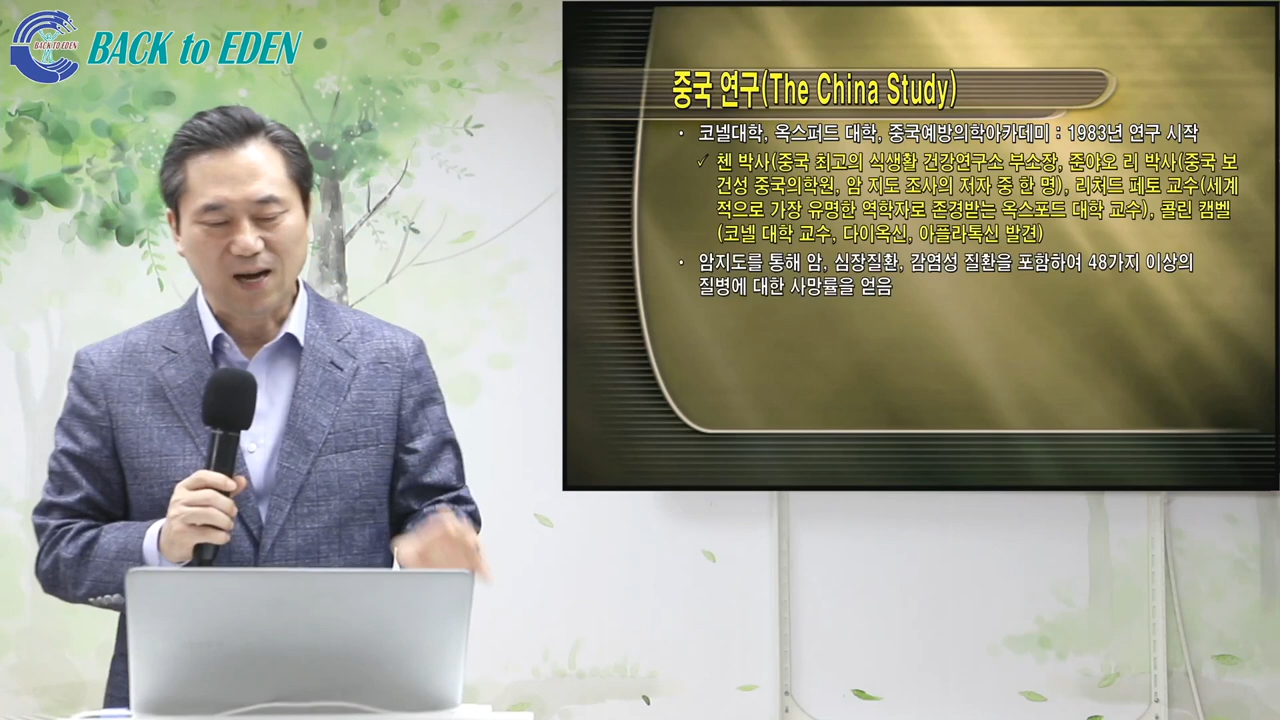 BACK TO EDEN
BACK to EDEN
중국 연구(The China Study)
• 코넬대학, 옥스퍼드 대학, 중국예방의학아카데미 : 1983년 연구 시작
✓ 첸 박사(중국 최고의 식생활 건강연구소 부소장, 준야오 리 박사(중국 보
건성 중국의학원, 암 지도 조사의 저자 중 한 명), 리처드 페토 교수(세계
적으로 가장 유명한 역학자로 존경받는 옥스포드 대학 교수), 콜린 캠벨
(코넬 대학 교수, 다이옥신, 아플라톡신 발견)
• 암지도를 통해 암, 심장질환, 감염성 질환을 포함하여 48가지 이상의
질병에 대한 사망률을 얻음